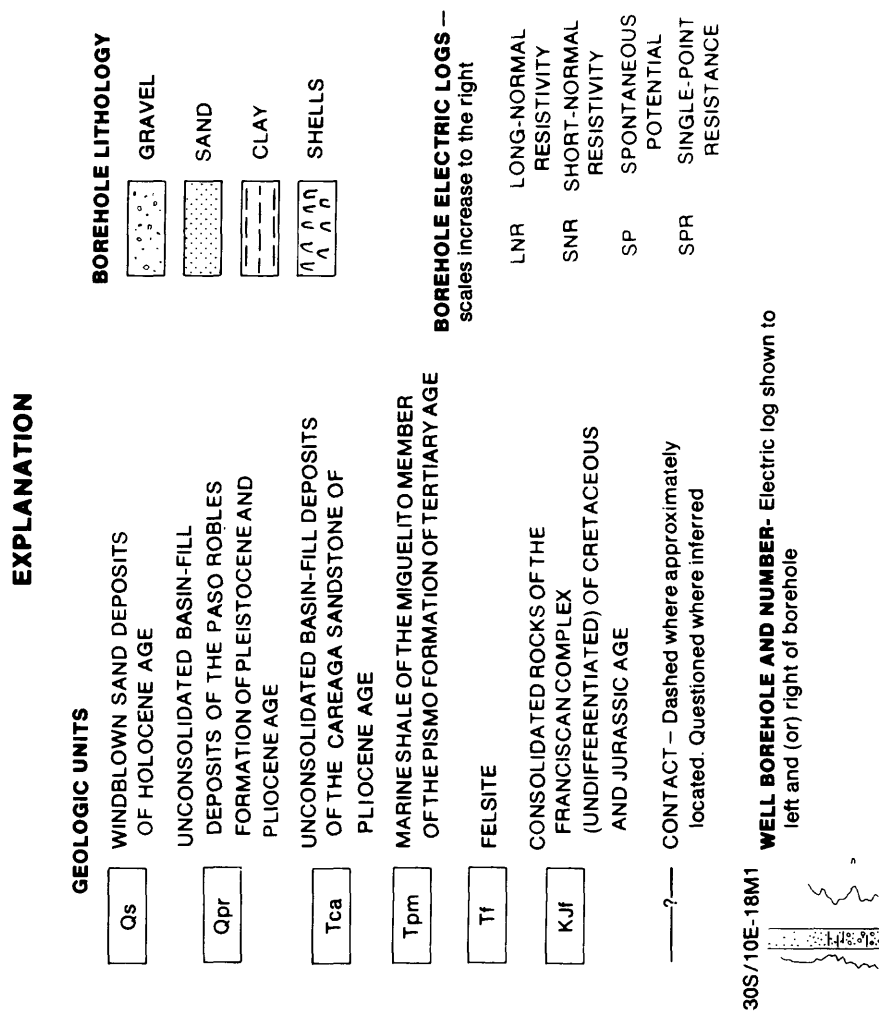 EXPLANATION
GEOLOGIC UNITS
Qs
WINDBLOWN SAND DEPOSITS
OF HOLOCENE AGE
Qpr
UNCONSOLIDATED BASIN-FILL
DEPOSITS OF THE PASO ROBLES
FORMATION OF PLEISTOCENE AND
PLIOCENE AGE
Tca
UNCONSOLIDATED BASIN-FILL DEPOSITS
OF THE CAREAGA SANDSTONE OF
PLIOCENE AGE
Tpm
MARINE SHALE OF THE MIGUELITO MEMBER
OF THE PISMO FORMATION OF TERTIARY AGE
Tf
FELSITE
KJf
CONSOLIDATED ROCKS OF THE
FRANCISCAN COMPLEX
(UNDIFFERENTIATED) OF CRETACEOUS
AND JURASSIC AGE
—?— CONTACT – Dashed where approximately
located. Questioned where inferred
30S/10E-18M1
WELL BOREHOLE AND NUMBER- Electric log shown to
left and (or) right of borehole
BOREHOLE LITHOLOGY
GRAVEL
SAND
CLAY
SHELLS
BOREHOLE ELECTRIC LOGS –
scales increase to the right
LNR LONG-NORMAL
RESISTIVITY
SNR SHORT-NORMAL
RESISTIVITY
SP SPONTANEOUS
POTENTIAL
SPR SINGLE-POINT
RESISTANCE